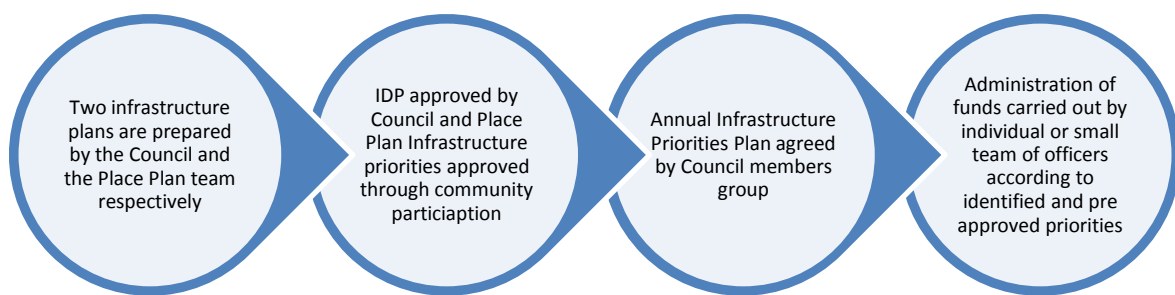 Two infrastructure
plans are prepared
by the Council and
the Place Plan team
respectively
IDP approved by
Council and Place
Plan Infrastructure
priorities approved
through community
particiaption
Annual Infrastructure
Priorities Plan agreed
by Council members
group
Administration of
funds carried out by
individual or small
team of officers
according to
identified and pre
approved priorities